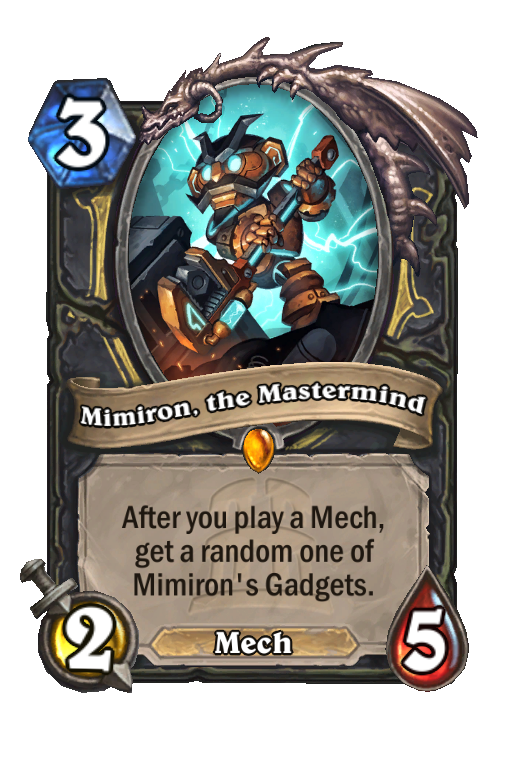 3
Mimiron, the Mastermind
After you play a Mech,
get a random one of
Mimiron's Gadgets.
2
Mech
5